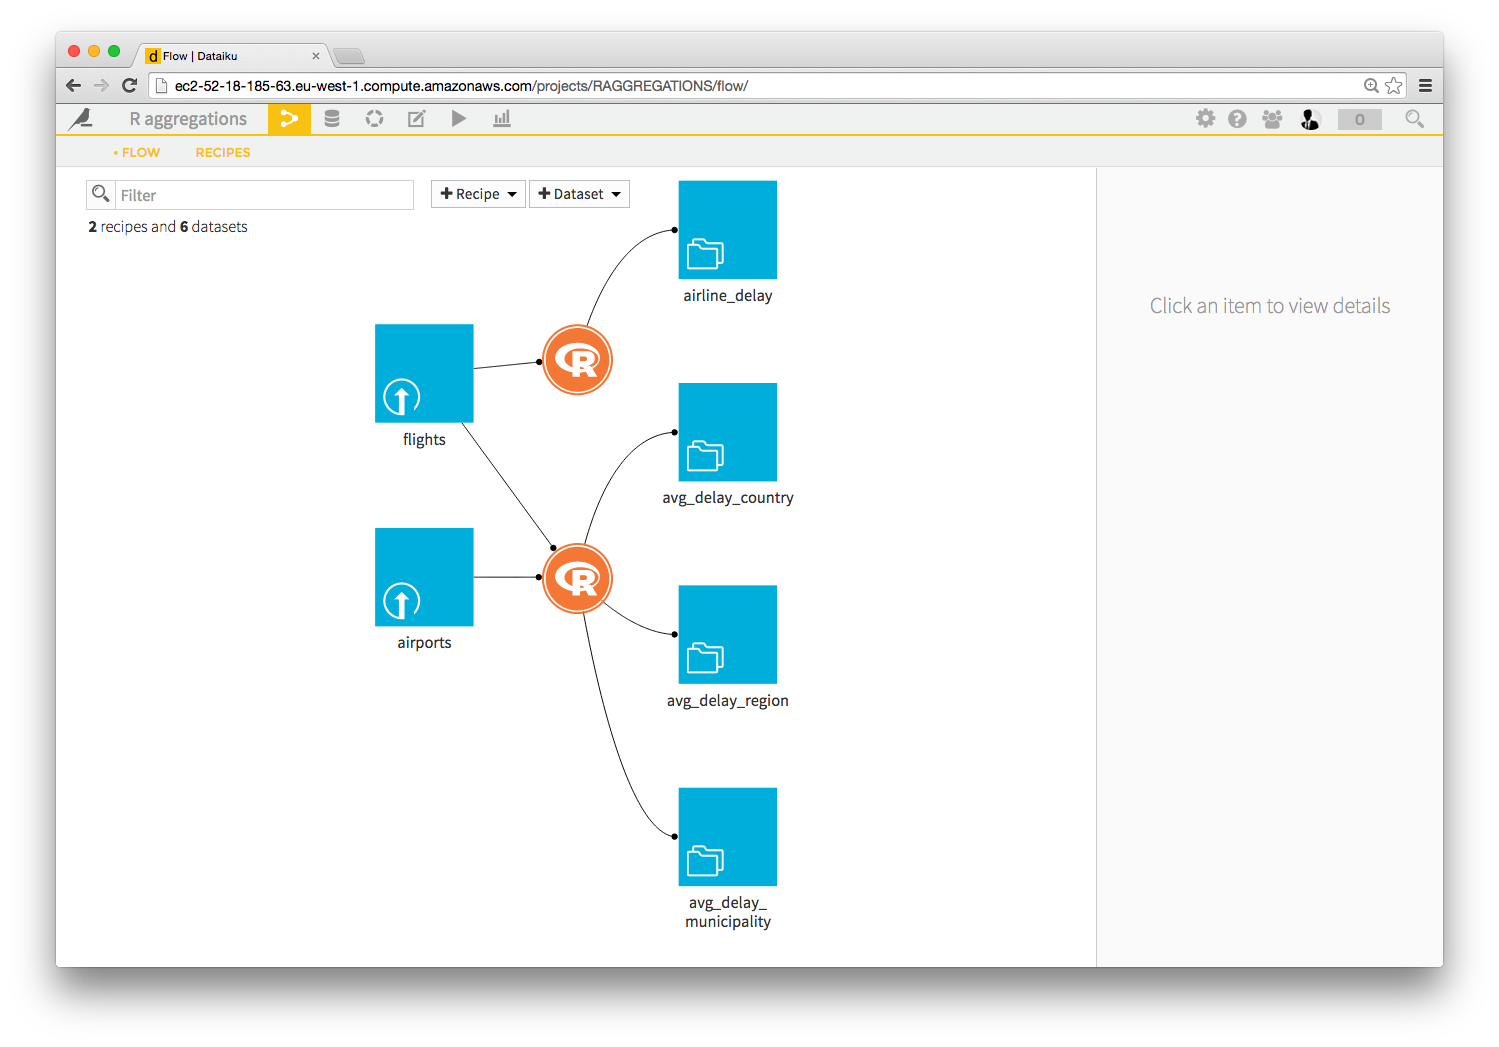 d Flow | Dataiku ×
ec2-52-18-185-63.eu-west-1.compute.amazonaws.com/projects/RAGGREGATIONS/flow/
R aggregations
0
• FLOW RECIPES
Filter
+ Recipe
+ Dataset
2 recipes and 6 datasets
airline_delay
Click an item to view details
R
flights
avg_delay_country
R
airports
avg_delay_region
avg_delay_
municipality